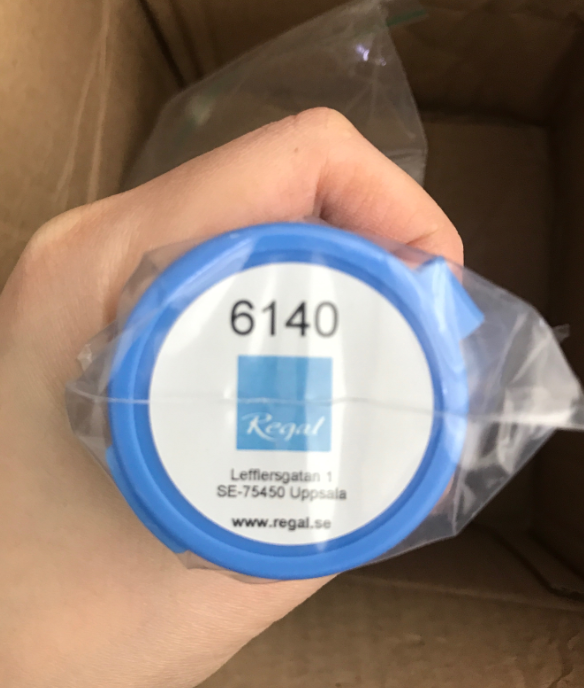 6140
Regal
Lefflersgatan 1
SE-75450 Uppsala
www.regal.se